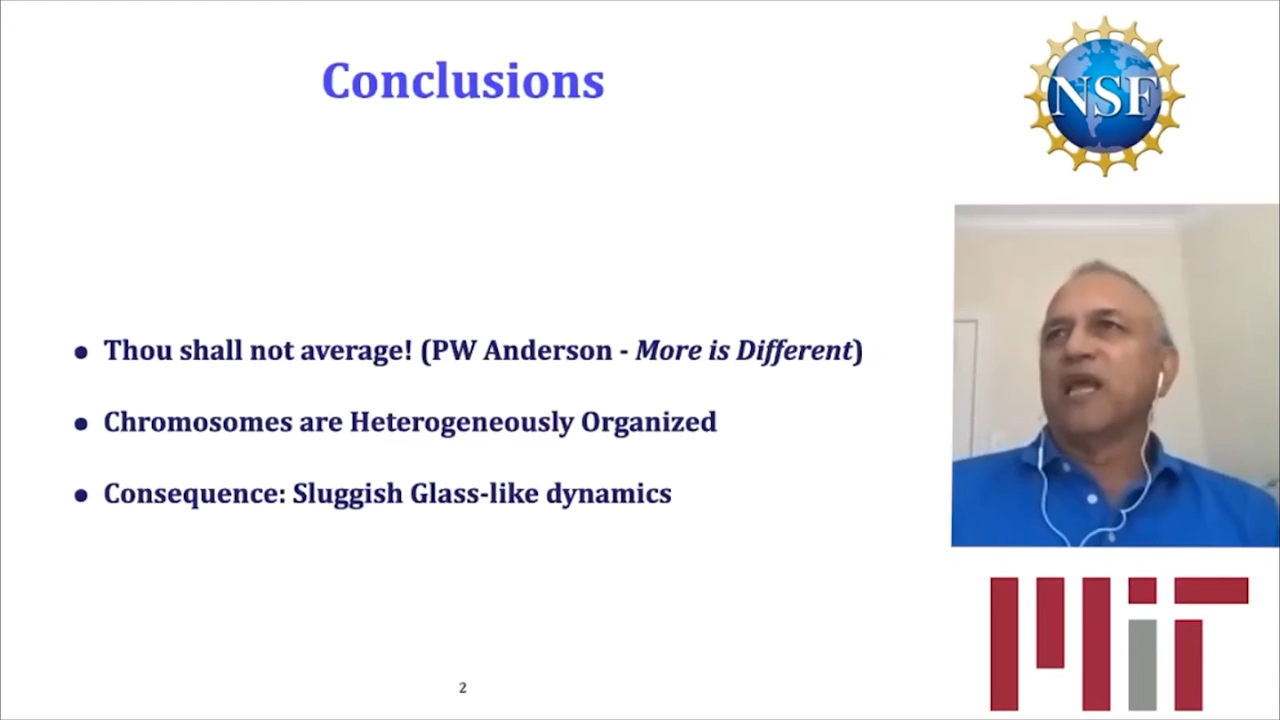 Conclusions
NSF
• Thou shall not average! (PW Anderson - More is Different)
• Chromosomes are Heterogeneously Organized
• Consequence: Sluggish Glass-like dynamics
MIT
2